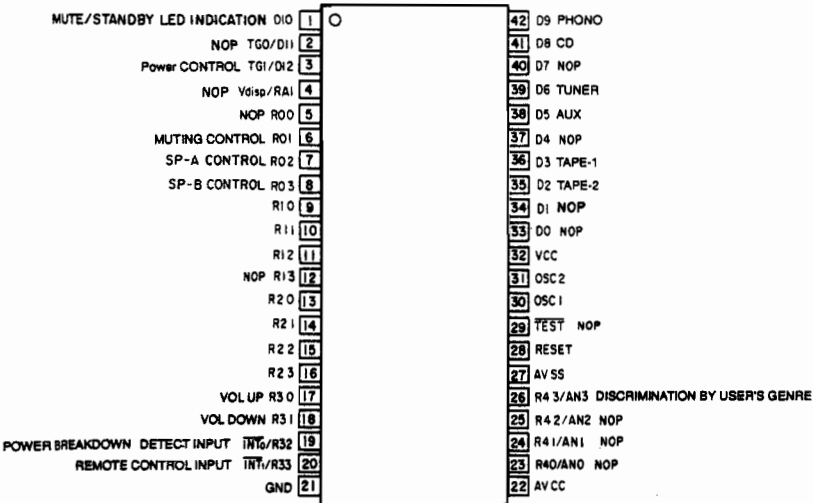 MUTE/STANDBY LED INDICATION D10 1
NOP TG0/D11 2
Power CONTROL TG1/D12 3
NOP Vdisp/RA1 4
NOP R00 5
MUTING CONTROL R01 6
SP-A CONTROL R02 7
SP-B CONTROL R03 8
R10 9
R11 10
R12 11
NOP R13 12
R20 13
R21 14
R22 15
R23 16
VOL UP R30 17
VOL DOWN R31 18
POWER BREAKDOWN DETECT INPUT INT0/R32 19
REMOTE CONTROL INPUT INT1/R33 20
GND 21
42 D9 PHONO
41 D8 CD
40 D7 NOP
39 D6 TUNER
38 D5 AUX
37 D4 NOP
36 D3 TAPE-1
35 D2 TAPE-2
34 D1 NOP
33 D0 NOP
32 VCC
31 OSC2
30 OSC1
29 TEST NOP
28 RESET
27 AVSS
26 R43/AN3 DISCRIMINATION BY USER'S GENRE
25 R42/AN2 NOP
24 R41/AN1 NOP
23 R40/AN0 NOP
22 AVCC